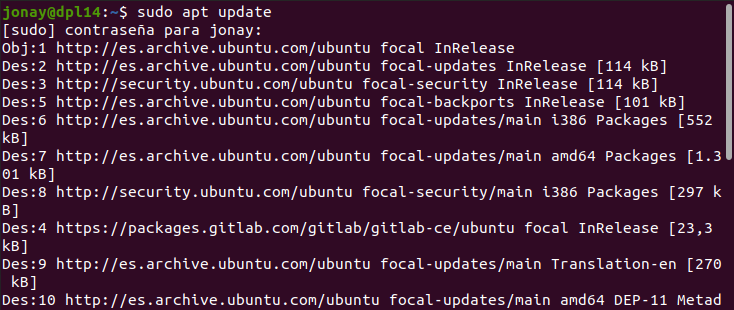 jonay@dpl14:~$ sudo apt update
[sudo] contraseña para jonay:
Obj:1 http://es.archive.ubuntu.com/ubuntu focal InRelease
Des:2 http://es.archive.ubuntu.com/ubuntu focal-updates InRelease [114 kB]
Des:3 http://security.ubuntu.com/ubuntu focal-security InRelease [114 kB]
Des:5 http://es.archive.ubuntu.com/ubuntu focal-backports InRelease [101 kB]
Des:6 http://es.archive.ubuntu.com/ubuntu focal-updates/main i386 Packages [552
 kB]
Des:7 http://es.archive.ubuntu.com/ubuntu focal-updates/main amd64 Packages [1.3
01 kB]
Des:8 http://security.ubuntu.com/ubuntu focal-security/main i386 Packages [297 k
B]
Des:4 https://packages.gitlab.com/gitlab/gitlab-ce/ubuntu focal InRelease [23,3
kB]
Des:9 http://es.archive.ubuntu.com/ubuntu focal-updates/main Translation-en [270
 kB]
Des:10 http://es.archive.ubuntu.com/ubuntu focal-updates/main amd64 DEP-11 Metad